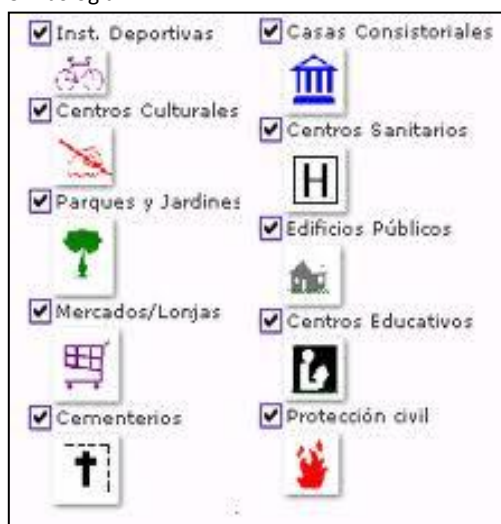 Inst. Deportivas
Centros Culturales
Parques y Jardines
Mercados/Lonjas
Cementerios
Casas Consistoriales
Centros Sanitarios
H
Edificios Públicos
Centros Educativos
Protección civil